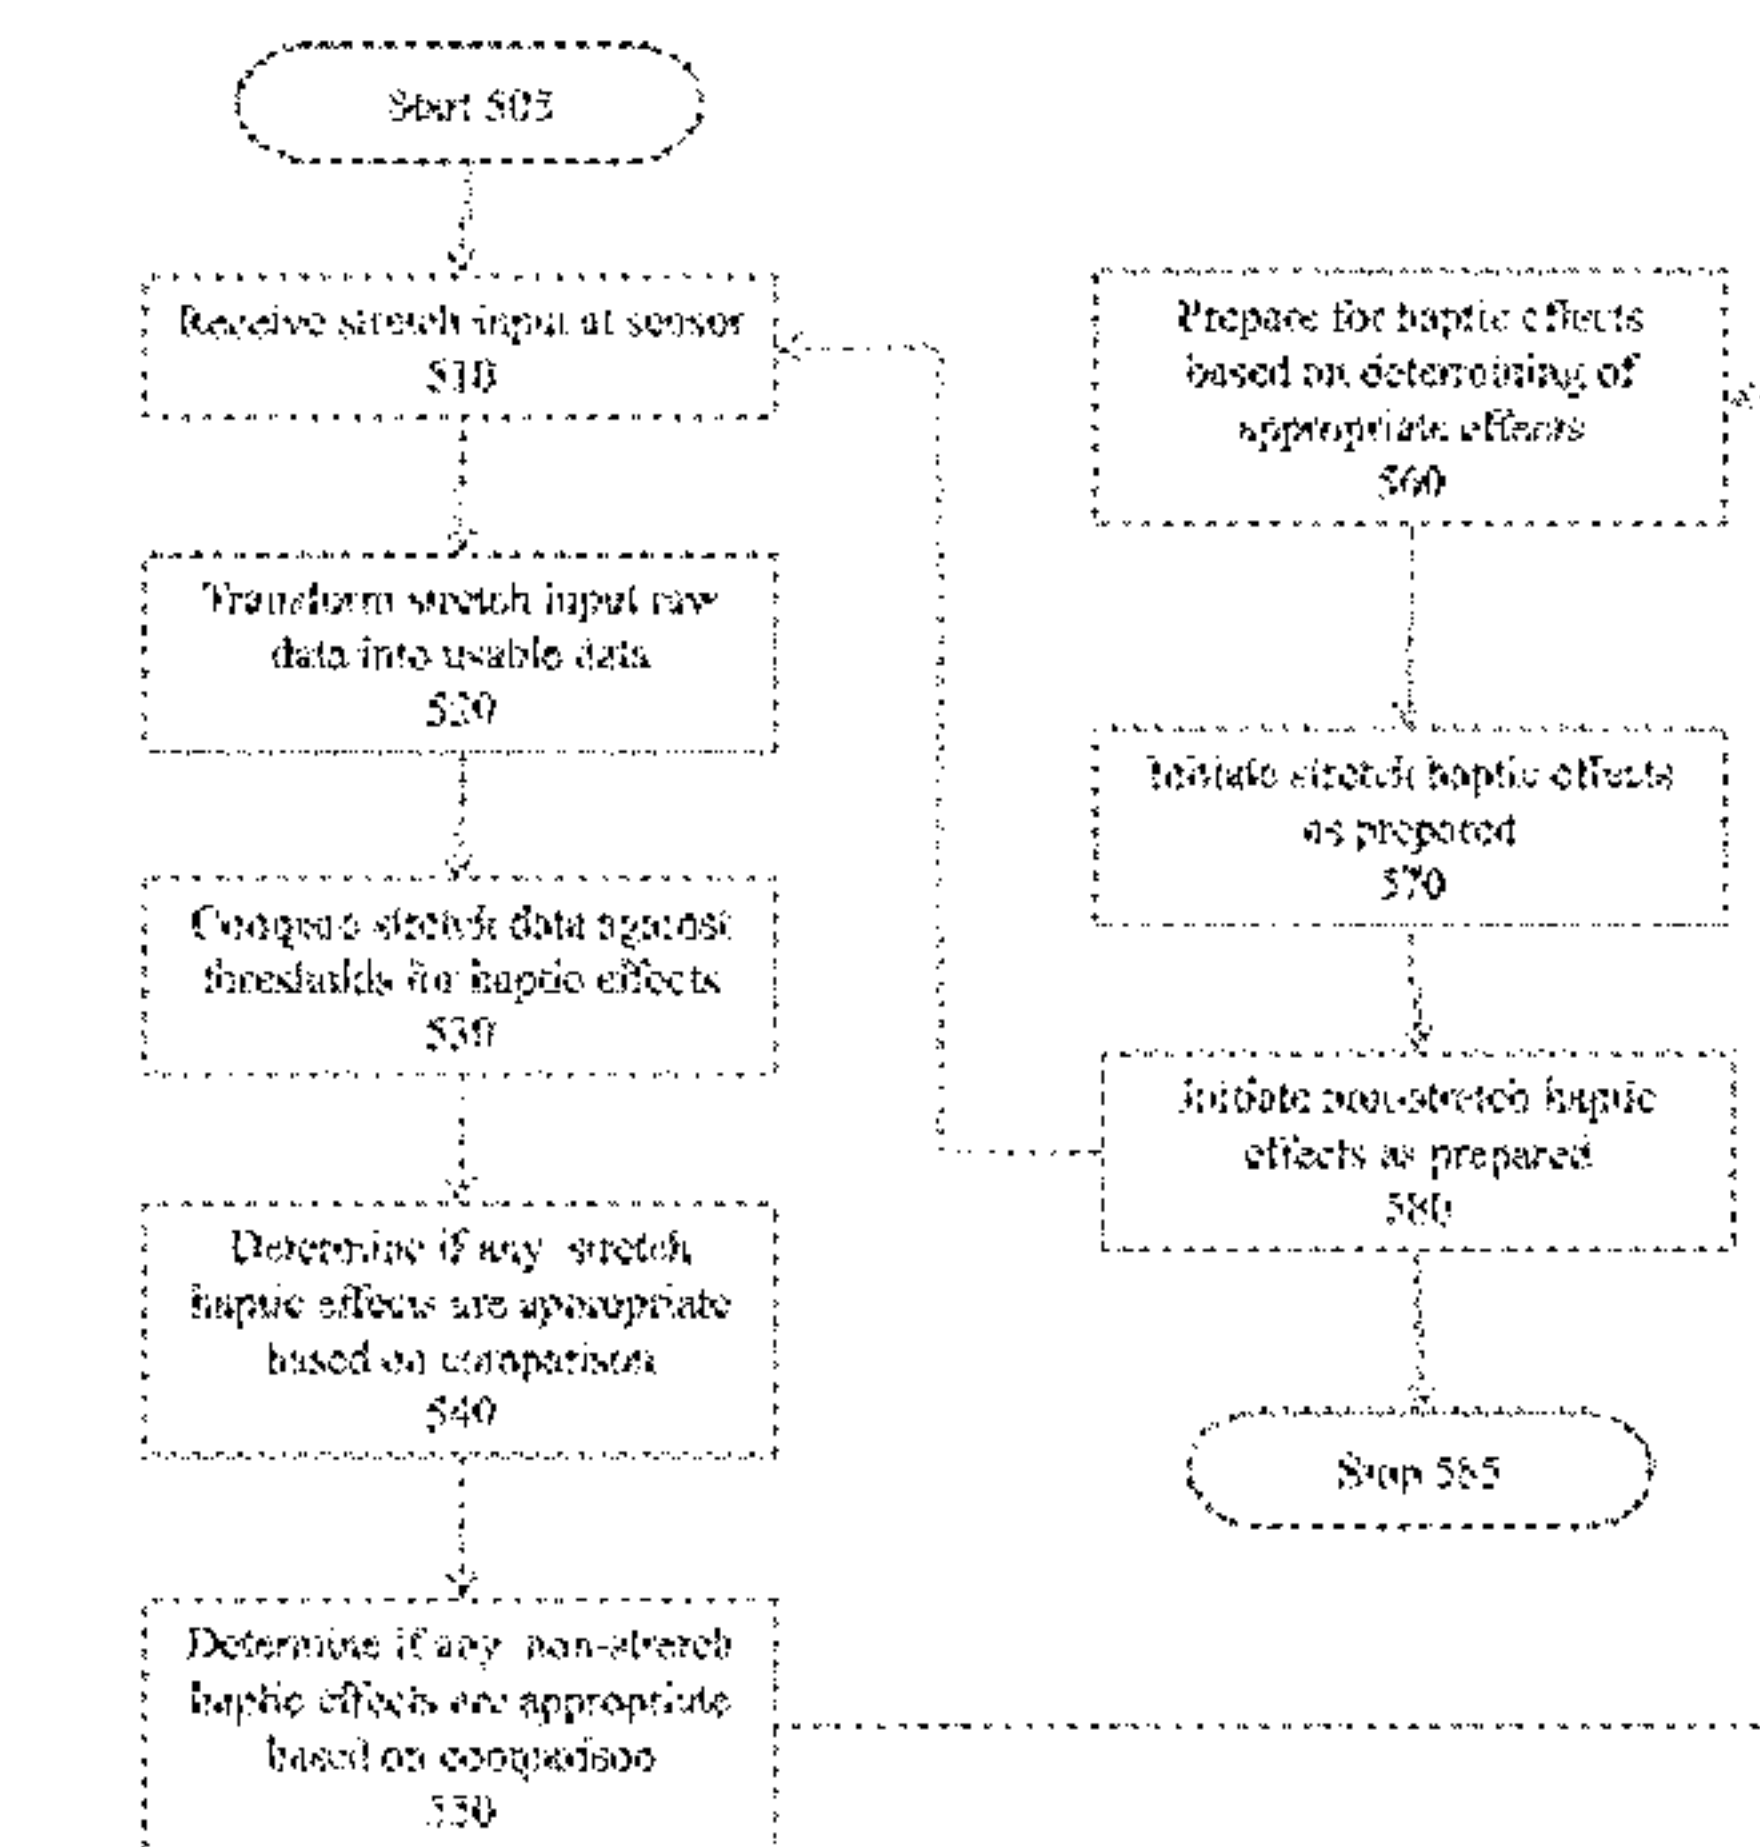 Start 505
Receive stretch input at sensor
510
Transform stretch input raw
data into usable data
520
Compare stretch data against
thresholds for haptic effects
530
Determine if any stretch
haptic effects are appropriate
based on comparison
540
Determine if any non-stretch
haptic effects are appropriate
based on comparison
550
Prepare for haptic effects
based on determining of
appropriate effects
560
Initiate stretch haptic effects
as prepared
570
Initiate non-stretch haptic
effects as prepared
580
Stop 585